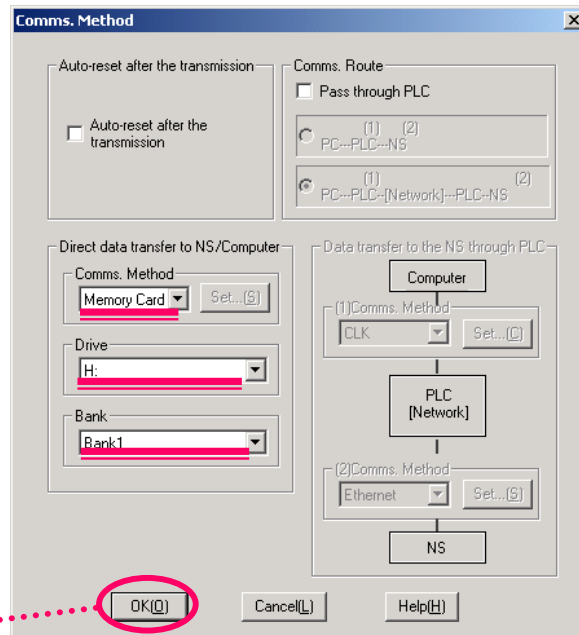 Comms. Method
Auto-reset after the transmission
Auto-reset after the
transmission
Comms. Route
Pass through PLC
(1) (2)
PC---PLC---NS
(1) (2)
PC---PLC--[Network]---PLC--NS
Direct data transfer to NS/Computer
Comms. Method
Memory Card
Set...(S)
Drive
H:
Bank
Bank1
Data transfer to the NS through PLC
Computer
(1)Comms. Method
CLK
Set...(C)
PLC
[Network]
(2)Comms. Method
Ethernet
Set...(S)
NS
OK(O)
Cancel(L)
Help(H)